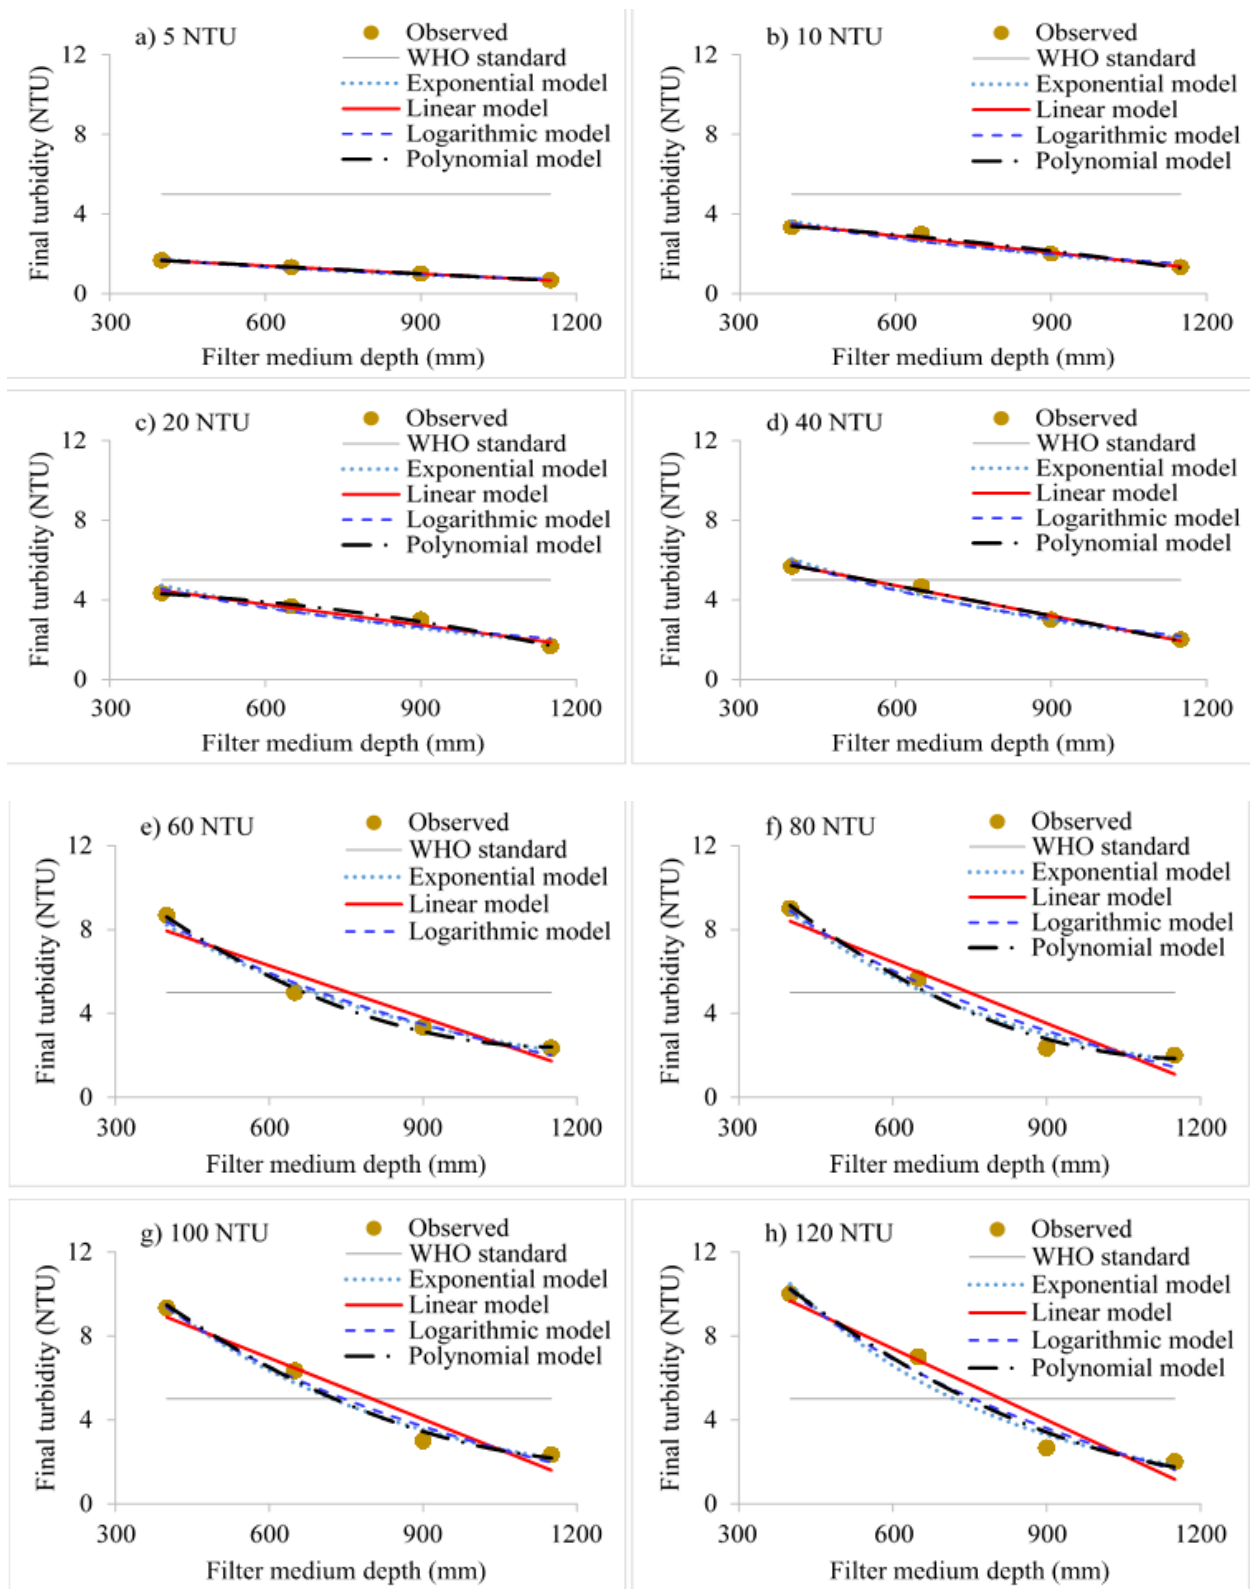 a) 5 NTU
Observed
WHO standard
Exponential model
Linear model
Logarithmic model
Polynomial model
Final turbidity (NTU)
12
8
4
0
300 600 900 1200
Filter medium depth (mm)
b) 10 NTU
Observed
WHO standard
Exponential model
Linear model
Logarithmic model
Polynomial model
Final turbidity (NTU)
12
8
4
0
300 600 900 1200
Filter medium depth (mm)
c) 20 NTU
Observed
WHO standard
Exponential model
Linear model
Logarithmic model
Polynomial model
Final turbidity (NTU)
12
8
4
0
300 600 900 1200
Filter medium depth (mm)
d) 40 NTU
Observed
WHO standard
Exponential model
Linear model
Logarithmic model
Polynomial model
Final turbidity (NTU)
12
8
4
0
300 600 900 1200
Filter medium depth (mm)
e) 60 NTU
Observed
WHO standard
Exponential model
Linear model
Logarithmic model
Final turbidity (NTU)
12
8
4
0
300 600 900 1200
Filter medium depth (mm)
f) 80 NTU
Observed
WHO standard
Exponential model
Linear model
Logarithmic model
Polynomial model
Final turbidity (NTU)
12
8
4
0
300 600 900 1200
Filter medium depth (mm)
g) 100 NTU
Observed
WHO standard
Exponential model
Linear model
Logarithmic model
Polynomial model
Final turbidity (NTU)
12
8
4
0
300 600 900 1200
Filter medium depth (mm)
h) 120 NTU
Observed
WHO standard
Exponential model
Linear model
Logarithmic model
Polynomial model
Final turbidity (NTU)
12
8
4
0
300 600 900 1200
Filter medium depth (mm)